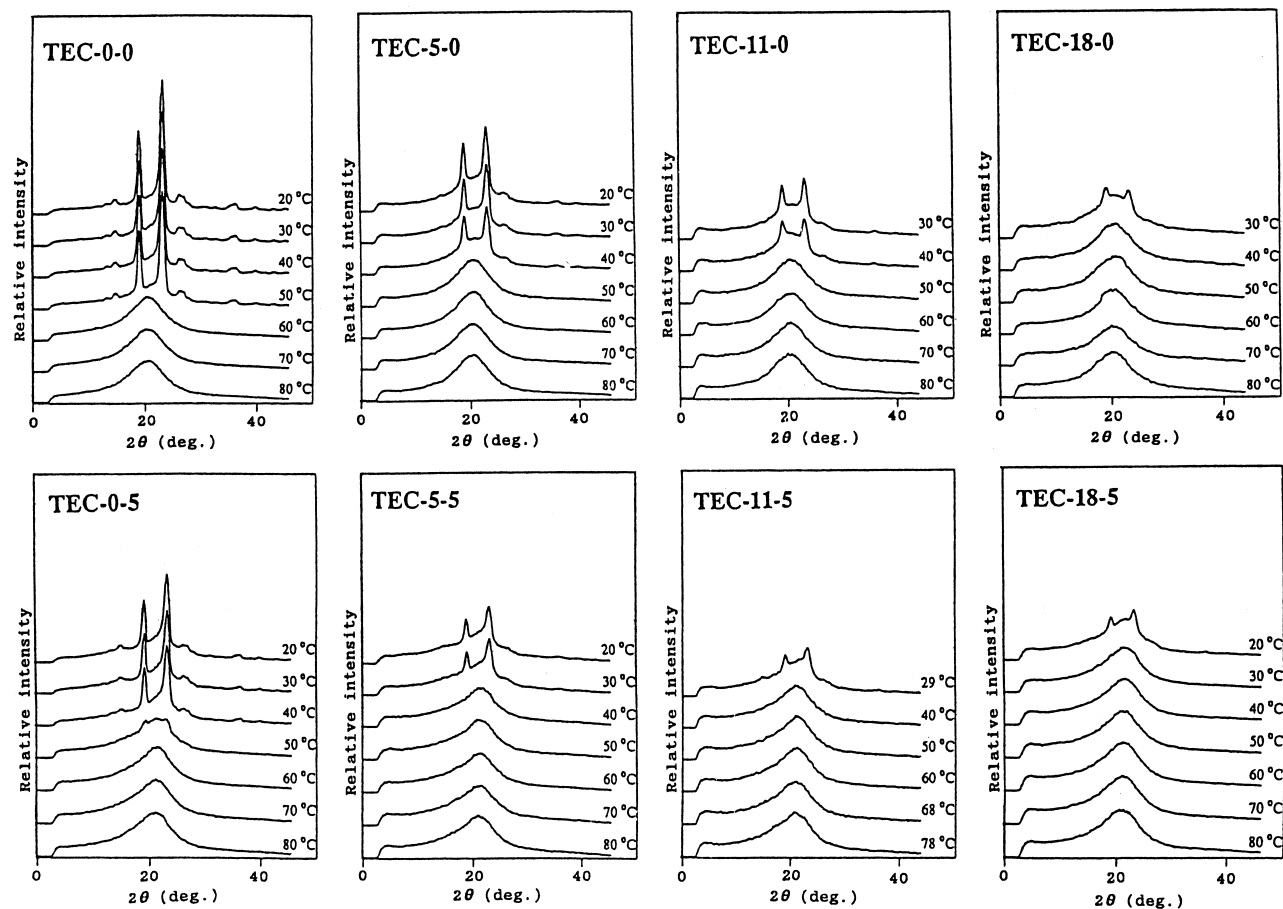 TEC-0-0
Relative intensity
20°C
30°C
40°C
50°C
60°C
70°C
80°C
0 20 40
2θ (deg.)
TEC-5-0
Relative intensity
20°C
30°C
40°C
50°C
60°C
70°C
80°C
0 20 40
2θ (deg.)
TEC-11-0
Relative intensity
30°C
40°C
50°C
60°C
70°C
80°C
0 20 40
2θ (deg.)
TEC-18-0
Relative intensity
30°C
40°C
50°C
60°C
70°C
80°C
0 20 40
2θ (deg.)
TEC-0-5
Relative intensity
20°C
30°C
40°C
50°C
60°C
70°C
80°C
0 20 40
2θ (deg.)
TEC-5-5
Relative intensity
20°C
30°C
40°C
50°C
60°C
70°C
80°C
0 20 40
2θ (deg.)
TEC-11-5
Relative intensity
29°C
40°C
50°C
60°C
68°C
78°C
0 20 40
2θ (deg.)
TEC-18-5
Relative intensity
20°C
30°C
40°C
50°C
60°C
70°C
80°C
0 20 40
2θ (deg.)